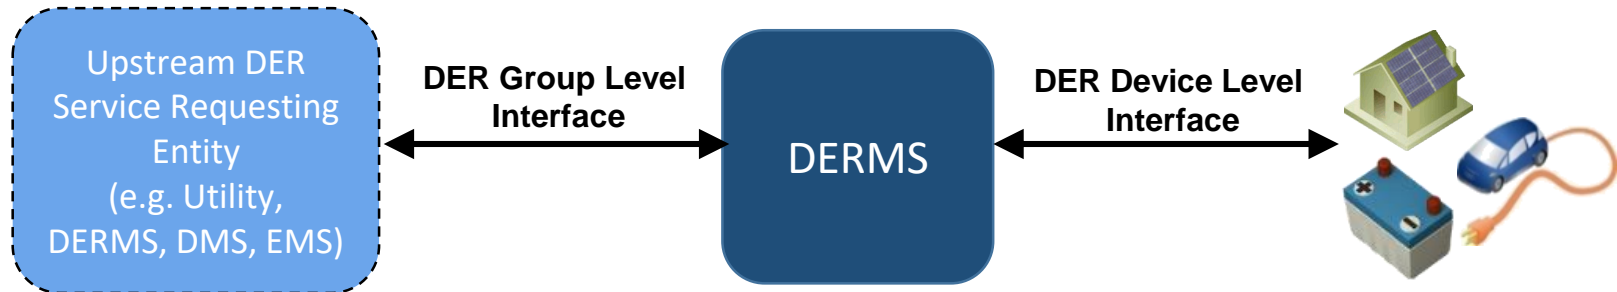 Upstream DER
Service Requesting
Entity
(e.g. Utility,
DERMS, DMS, EMS)
DER Group Level
Interface
DERMS
DER Device Level
Interface